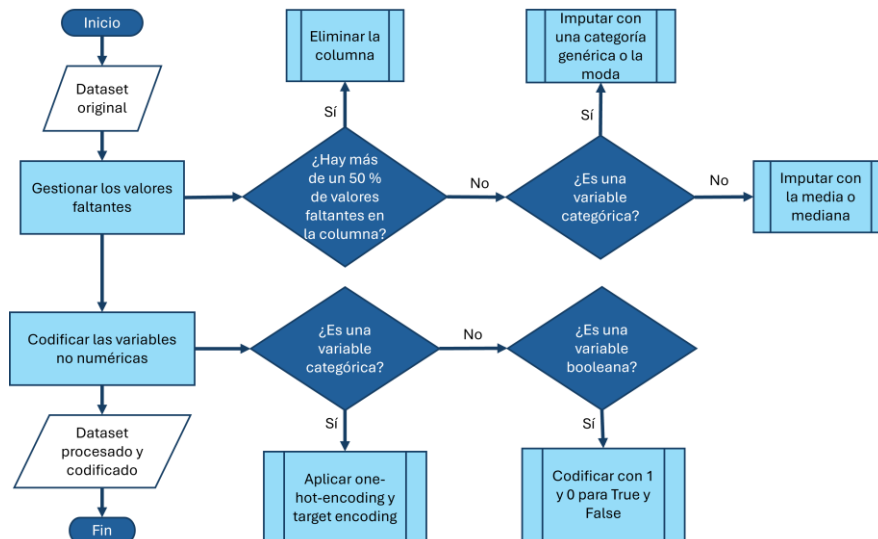 Inicio
Dataset
original
Gestionar los valores
faltantes
Eliminar la
columna
Sí
¿Hay más
de un 50 %
de valores
faltantes en
la columna?
No
Imputar con
una categoría
genérica o la
moda
Sí
¿Es una
variable
categórica?
No
Imputar con
la media o
mediana
Codificar las variables
no numéricas
¿Es una
variable
categórica?
No
¿Es una
variable
booleana?
Sí
Aplicar one-
hot-encoding y
target encoding
Sí
Codificar con 1
y 0 para True y
False
Dataset
procesado y
codificado
Fin